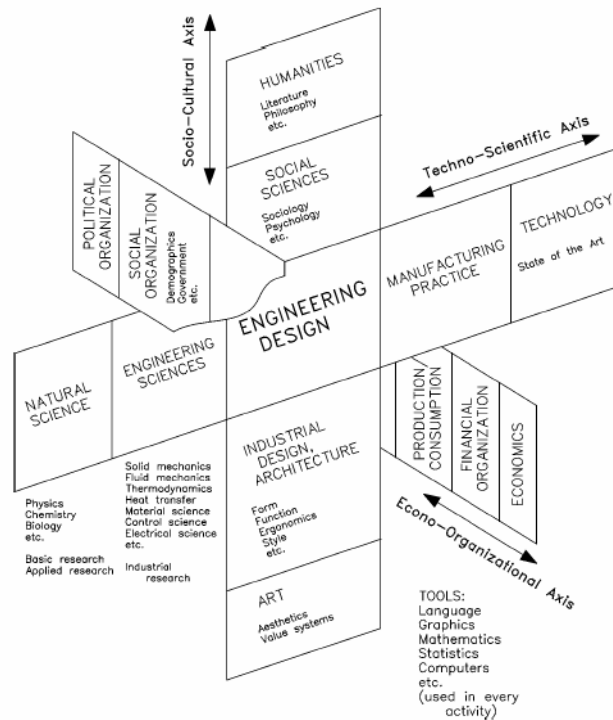 Socio-Cultural Axis
HUMANITIES
Literature
Philosophy
etc.
SOCIAL
SCIENCES
Sociology
Psychology
etc.
Techno-Scientific Axis
POLITICAL
ORGANIZATION
SOCIAL
ORGANIZATION
Demographics
Government
etc.
TECHNOLOGY
State of the Art
MANUFACTURING
PRACTICE
ENGINEERING
DESIGN
ENGINEERING
SCIENCES
NATURAL
SCIENCE
Solid mechanics
Fluid mechanics
Thermodynamics
Heat transfer
Material science
Control science
Electrical science
etc.
Industrial
research
Physics
Chemistry
Biology
etc.
Basic research
Applied research
INDUSTRIAL
DESIGN,
ARCHITECTURE
Form
Function
Ergonomics
Style
etc.
ART
Aesthetics
Value systems
PRODUCTION/
CONSUMPTION
FINANCIAL
ORGANIZATION
ECONOMICS
Econo-Organizational Axis
TOOLS:
Language
Graphics
Mathematics
Statistics
Computers
etc.
(used in every
activity)